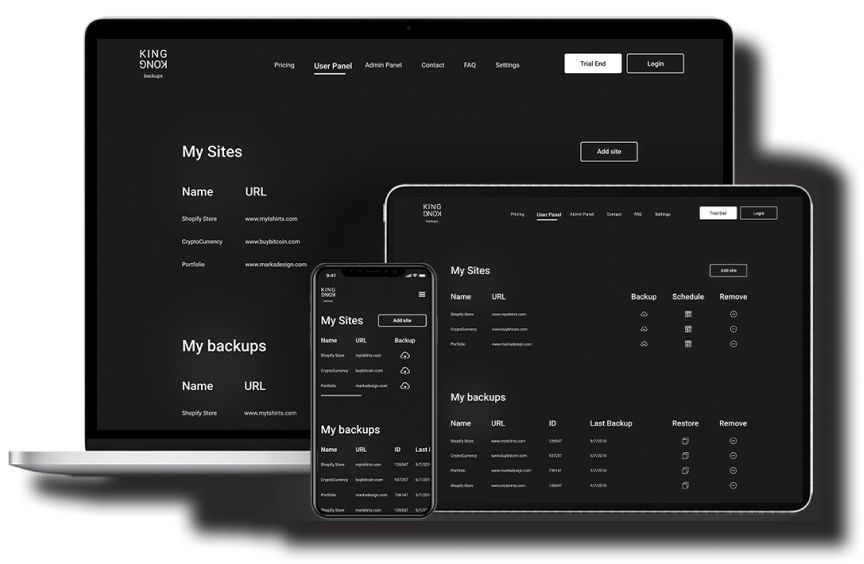 KING
KONG
backups
Pricing User Panel Admin Panel Contact FAQ Settings Trial End Login
My Sites Add site
Name URL
Shopify Store www.mytshirts.com
CryptoCurrency www.buybitcoin.com
Portfolio www.marksdesign.com
My backups
Name URL
Shopify Store www.mytshirts.com
KING
KONG
backups
Pricing User Panel Admin Panel Contact FAQ Settings Trial End Login
My Sites Add site
Name URL Backup Schedule Remove
Shopify Store www.mytshirts.com
CryptoCurrency www.buybitcoin.com
Portfolio www.marksdesign.com
My backups
Name URL ID Last Backup Restore Remove
Shopify Store www.mytshirts.com 126547 9/7/2018
CryptoCurrency www.buybitcoin.com 937257 9/7/2018
Portfolio www.marksdesign.com 736141 9/7/2018
Shopify Store www.mytshirts.com 126547 9/7/2018
9:41
KING
KONG
backups
My Sites Add site
Name URL Backup
Shopify Store mytshirts.com
CryptoCurrency buybitcoin.com
Portfolio marksdesign.com
My backups
Name URL ID Last
Shopify Store mytshirts.com 126547 9/7/201
CryptoCurrency buybitcoin.com 937257 9/7/201
Portfolio marksdesign.com 736141 9/7/201
Shopify Store mytshirts.com 126547